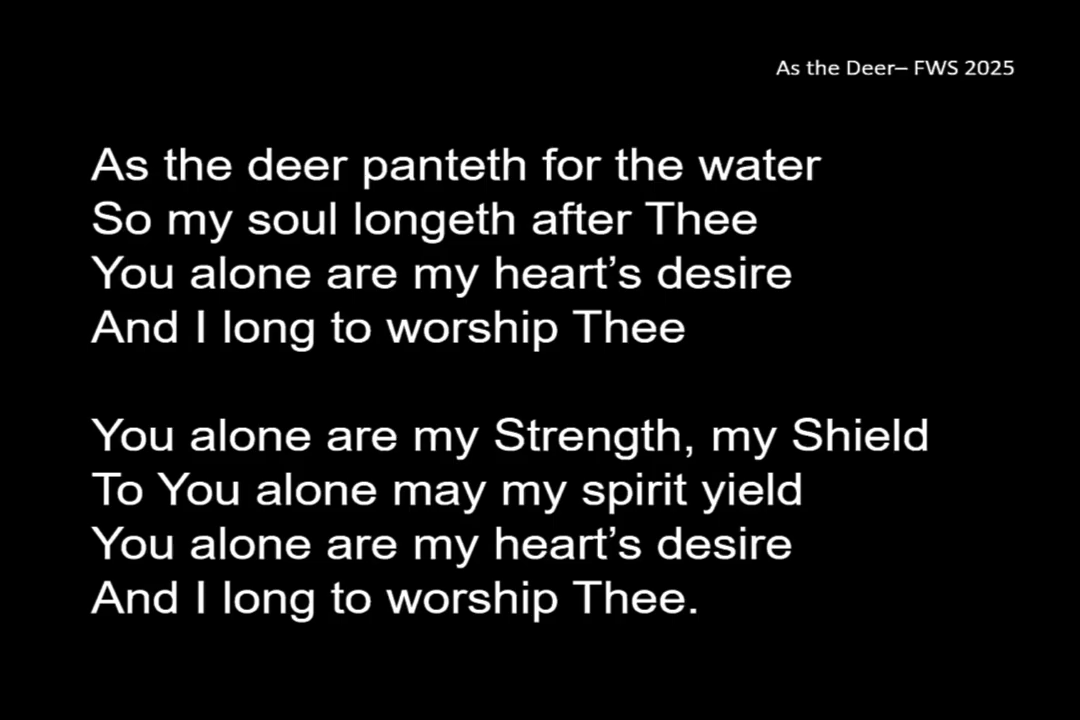 As the Deer– FWS 2025
As the deer panteth for the water
So my soul longeth after Thee
You alone are my heart’s desire
And I long to worship Thee
You alone are my Strength, my Shield
To You alone may my spirit yield
You alone are my heart’s desire
And I long to worship Thee.